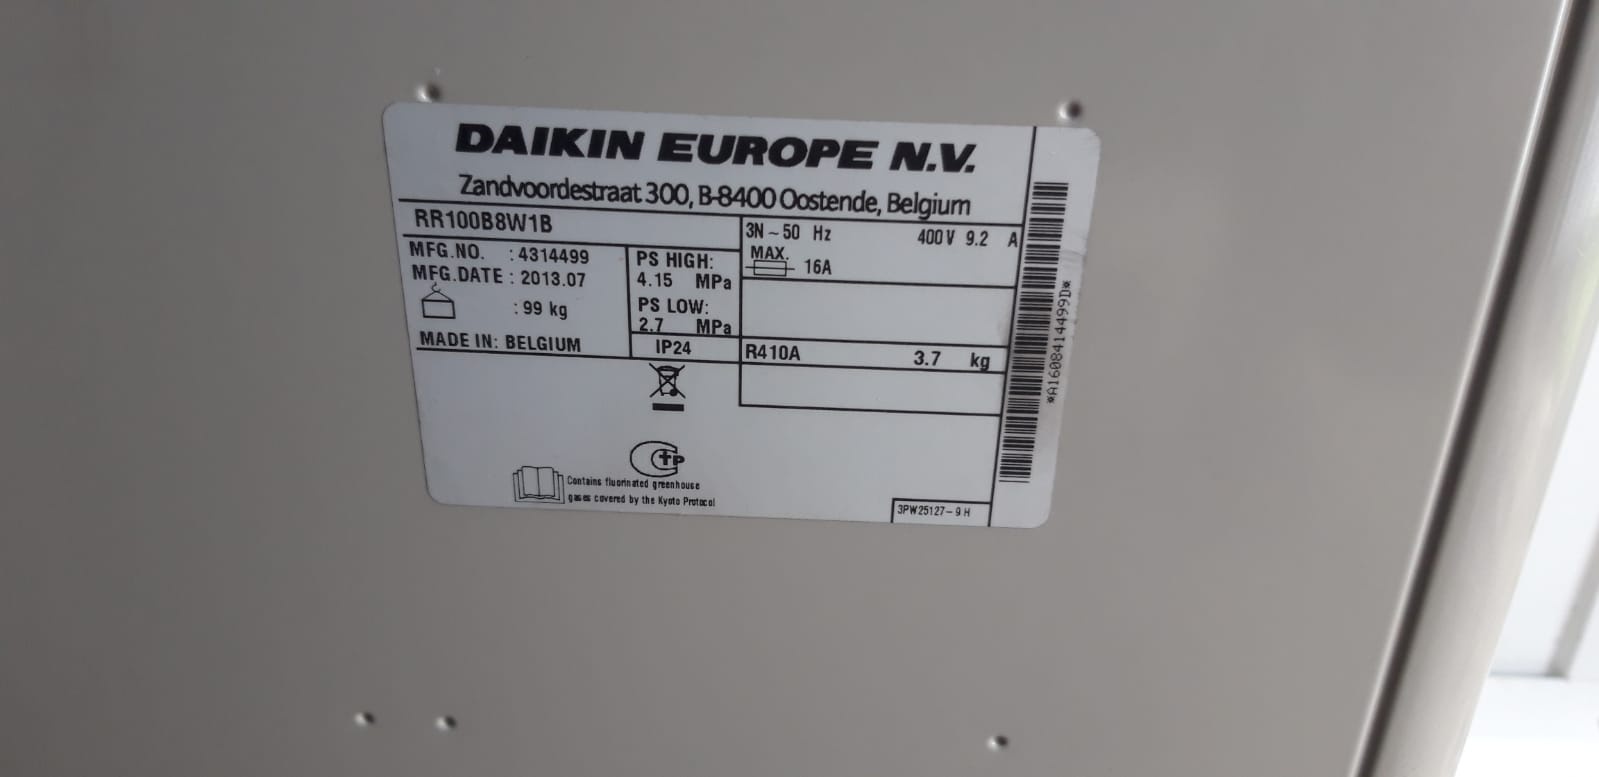 DAIKIN EUROPE N.V.
Zandvoordestraat 300, B-8400 Oostende, Belgium
RR100B8W1B
MFG.NO. : 4314499
MFG.DATE : 2013.07
: 99 kg
MADE IN: BELGIUM
PS HIGH:
4.15 MPa
PS LOW:
2.7 MPa
IP24
3N ~ 50 Hz 400 V 9.2 A
MAX.
16A
R410A 3.7 kg
Contains fluorinated greenhouse
gases covered by the Kyoto Protocol
3PW25127-9 H
*A1608414499D*